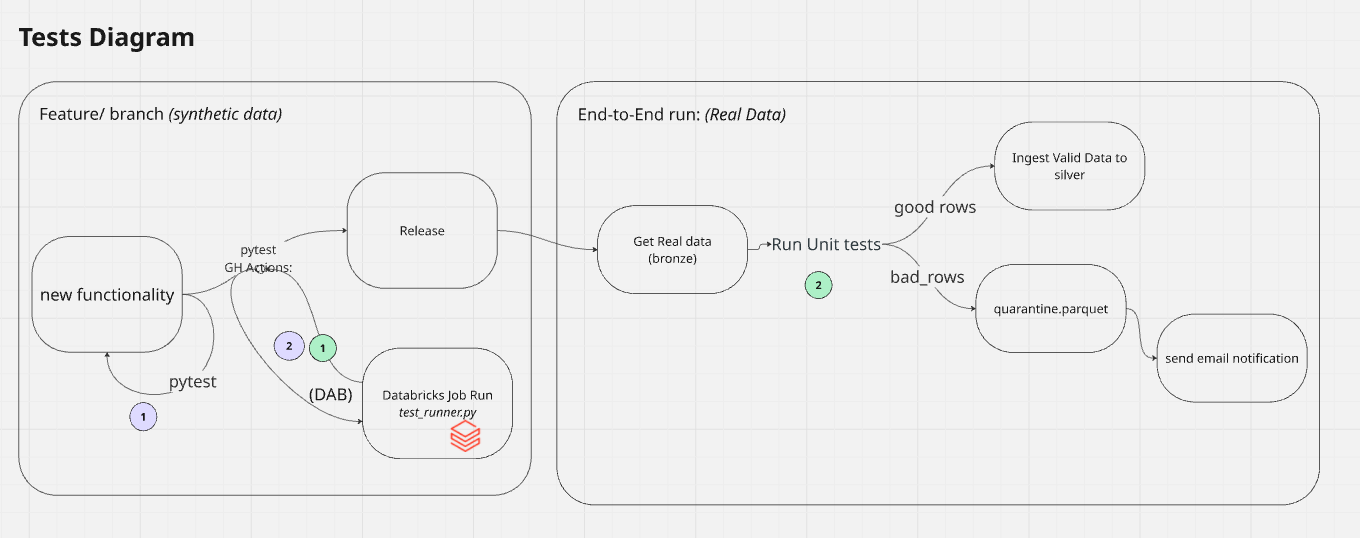 Tests Diagram
Feature/ branch (synthetic data)
new functionality
pytest
1
pytest
GH Actions:
Release
2
1
(DAB)
Databricks Job Run
test_runner.py
End-to-End run: (Real Data)
Get Real data
(bronze)
Run Unit tests
2
good rows
bad_rows
Ingest Valid Data to
silver
quarantine.parquet
send email notification